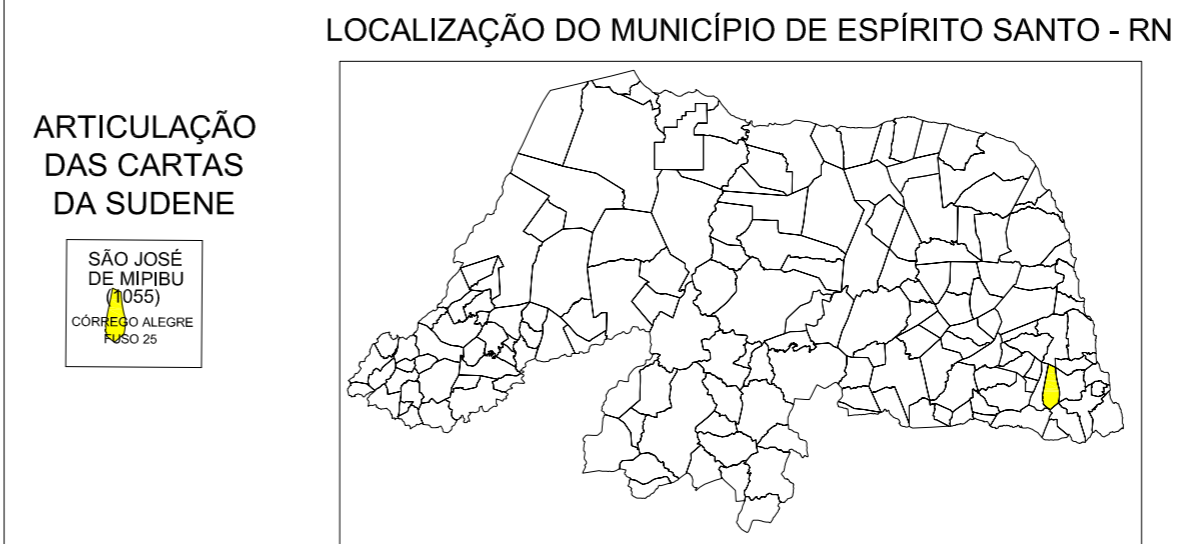 LOCALIZAÇÃO DO MUNICÍPIO DE ESPÍRITO SANTO - RN
ARTICULAÇÃO
DAS CARTAS
DA SUDENE
SÃO JOSÉ
DE MIPIBU
(1055)
CÓRREGO ALEGRE
FUSO 25